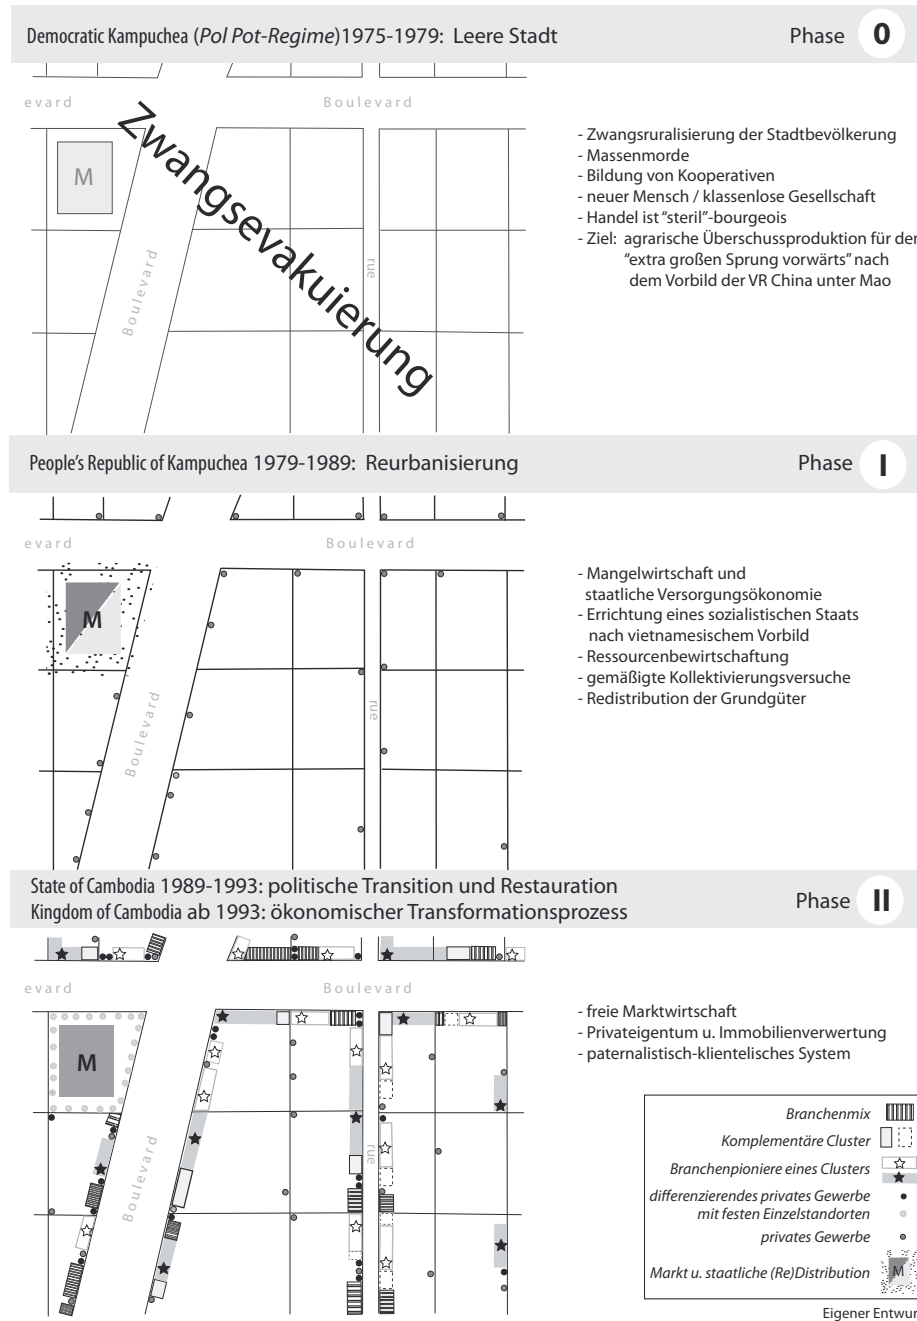 Democratic Kampuchea (Pol Pot-Regime)1975-1979: Leere Stadt
Phase 0
evard
Boulevard
Zwangsevakuierung
M
Boulevard
rue
- Zwangsruralisierung der Stadtbevölkerung
- Massenmorde
- Bildung von Kooperativen
- neuer Mensch / klassenlose Gesellschaft
- Handel ist “steril”-bourgeois
- Ziel: agrarische Überschussproduktion für den
“extra großen Sprung vorwärts” nach
dem Vorbild der VR China unter Mao
People’s Republic of Kampuchea 1979-1989: Reurbanisierung
Phase I
evard
Boulevard
M
Boulevard
rue
- Mangelwirtschaft und
staatliche Versorgungsökonomie
- Errichtung eines sozialistischen Staats
nach vietnamesischem Vorbild
- Ressourcenbewirtschaftung
- gemäßigte Kollektivierungsversuche
- Redistribution der Grundgüter
State of Cambodia 1989-1993: politische Transition und Restauration
Kingdom of Cambodia ab 1993: ökonomischer Transformationsprozess
Phase II
evard
Boulevard
M
Boulevard
rue
- freie Marktwirtschaft
- Privateigentum u. Immobilienverwertung
- paternalistisch-klientelisches System
Branchenmix
Komplementäre Cluster
Branchenpioniere eines Clusters
differenzierendes privates Gewerbe
mit festen Einzelstandorten
privates Gewerbe
Markt u. staatliche (Re)Distribution
M
Eigener Entwur